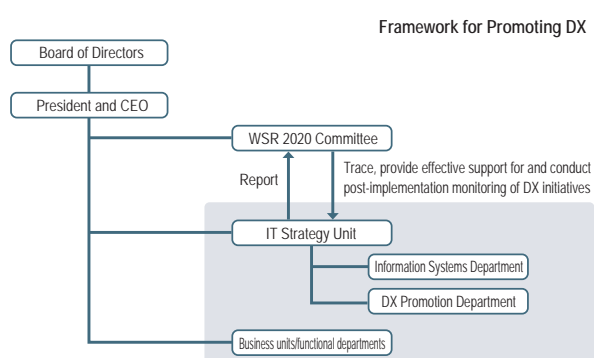 Framework for Promoting DX
Board of Directors
President and CEO
WSR 2020 Committee
Report
Trace, provide effective support for and conduct
post-implementation monitoring of DX initiatives
IT Strategy Unit
Information Systems Department
DX Promotion Department
Business units/functional departments